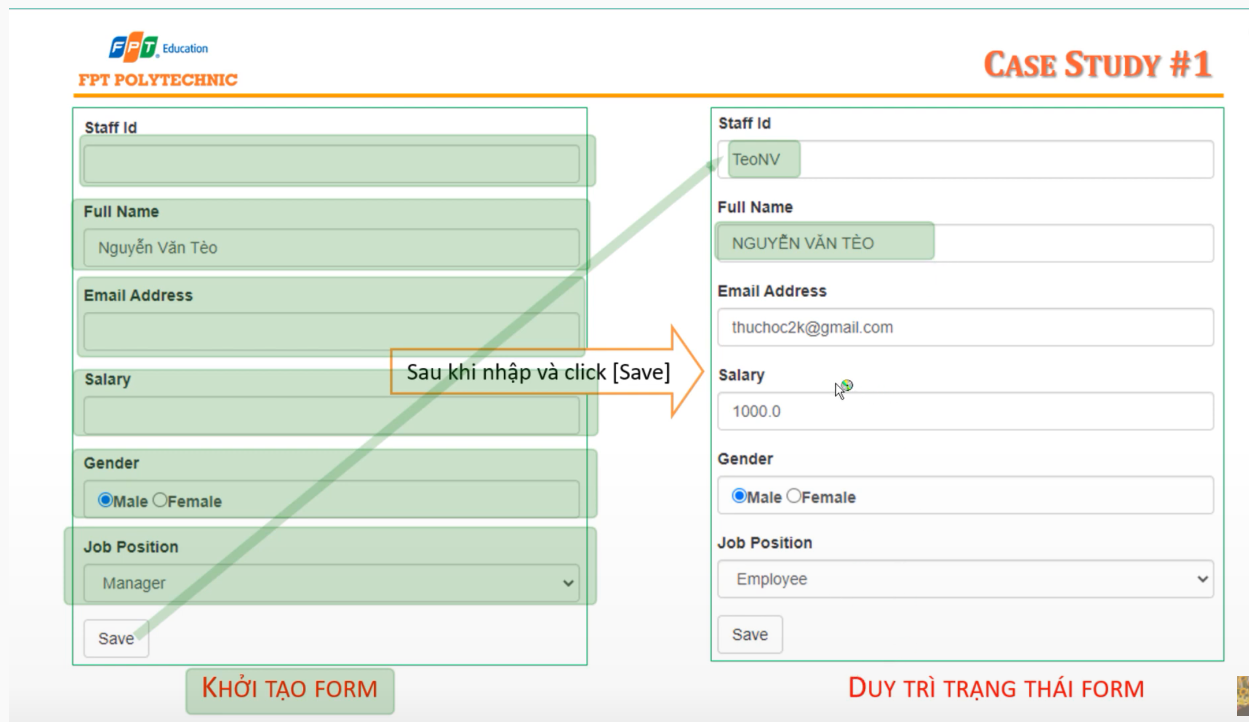 FPT Education
FPT POLYTECHNIC
CASE STUDY #1
Staff Id
Full Name
Nguyễn Văn Tèo
Email Address
Salary
Gender
Male Female
Job Position
Manager
Save
KHỞI TẠO FORM
Sau khi nhập và click [Save]
Staff Id
TeoNV
Full Name
NGUYỄN VĂN TÈO
Email Address
thuchoc2k@gmail.com
Salary
1000.0
Gender
Male Female
Job Position
Employee
Save
DUY TRÌ TRẠNG THÁI FORM